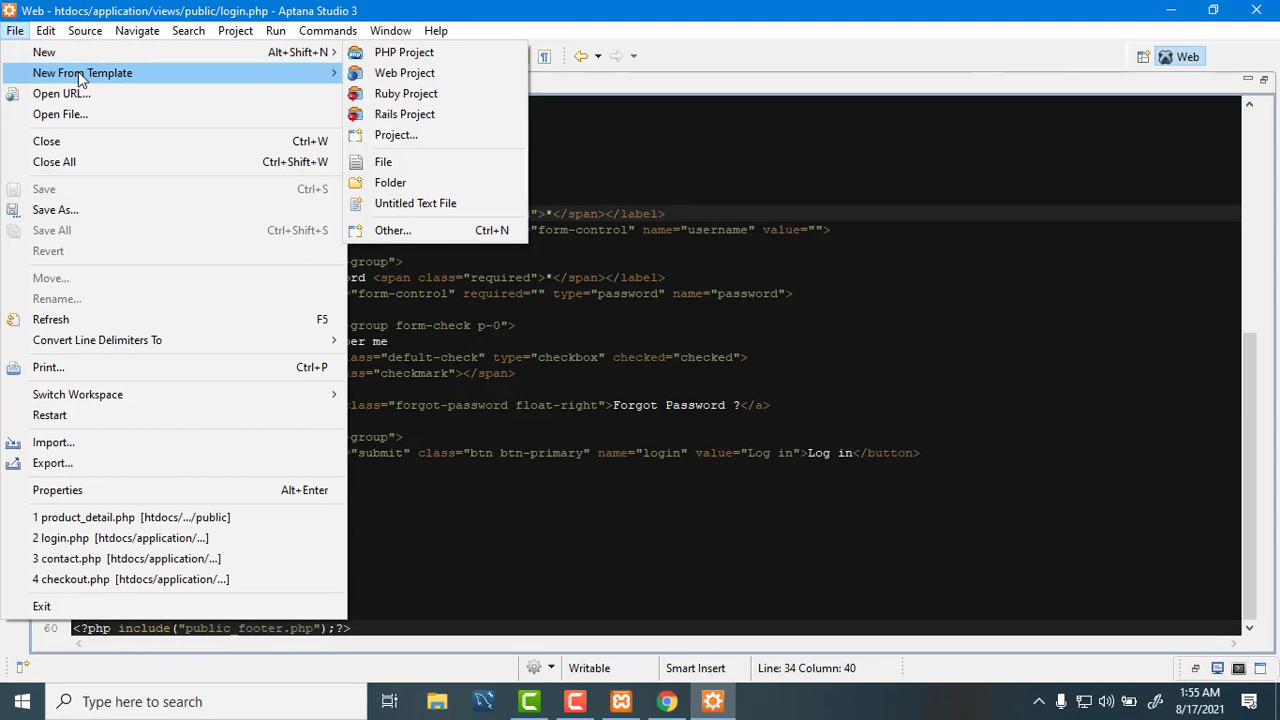 Web - htdocs/application/views/public/login.php - Aptana Studio 3
File Edit Source Navigate Search Project Run Commands Window Help
New Alt+Shift+N
New From Template
Open URL...
Open File...
Close Ctrl+W
Close All Ctrl+Shift+W
Save Ctrl+S
Save As...
Save All Ctrl+Shift+S
Revert
Move...
Rename...
Refresh F5
Convert Line Delimiters To
Print... Ctrl+P
Switch Workspace
Restart
Import...
Export...
Properties Alt+Enter
1 product_detail.php [htdocs/.../public]
2 login.php [htdocs/application/...]
3 contact.php [htdocs/application/...]
4 checkout.php [htdocs/application/...]
Exit
PHP Project
Web Project
Ruby Project
Rails Project
Project...
File
Folder
Untitled Text File
Other... Ctrl+N
Web
">*</span></label>
="form-control" name="username" value="">
-group">
ord <span class="required">*</span></label>
="form-control" required="" type="password" name="password">
-group form-check p-0">
er me
class="defult-check" type="checkbox" checked="checked">
class="checkmark"></span>
class="forgot-password float-right">Forgot Password ?</a>
-group">
="submit" class="btn btn-primary" name="login" value="Log in">Log in</button>
60 <?php include("public_footer.php");?>
Writable Smart Insert Line: 34 Column: 40
Type here to search
1:55 AM
8/17/2021